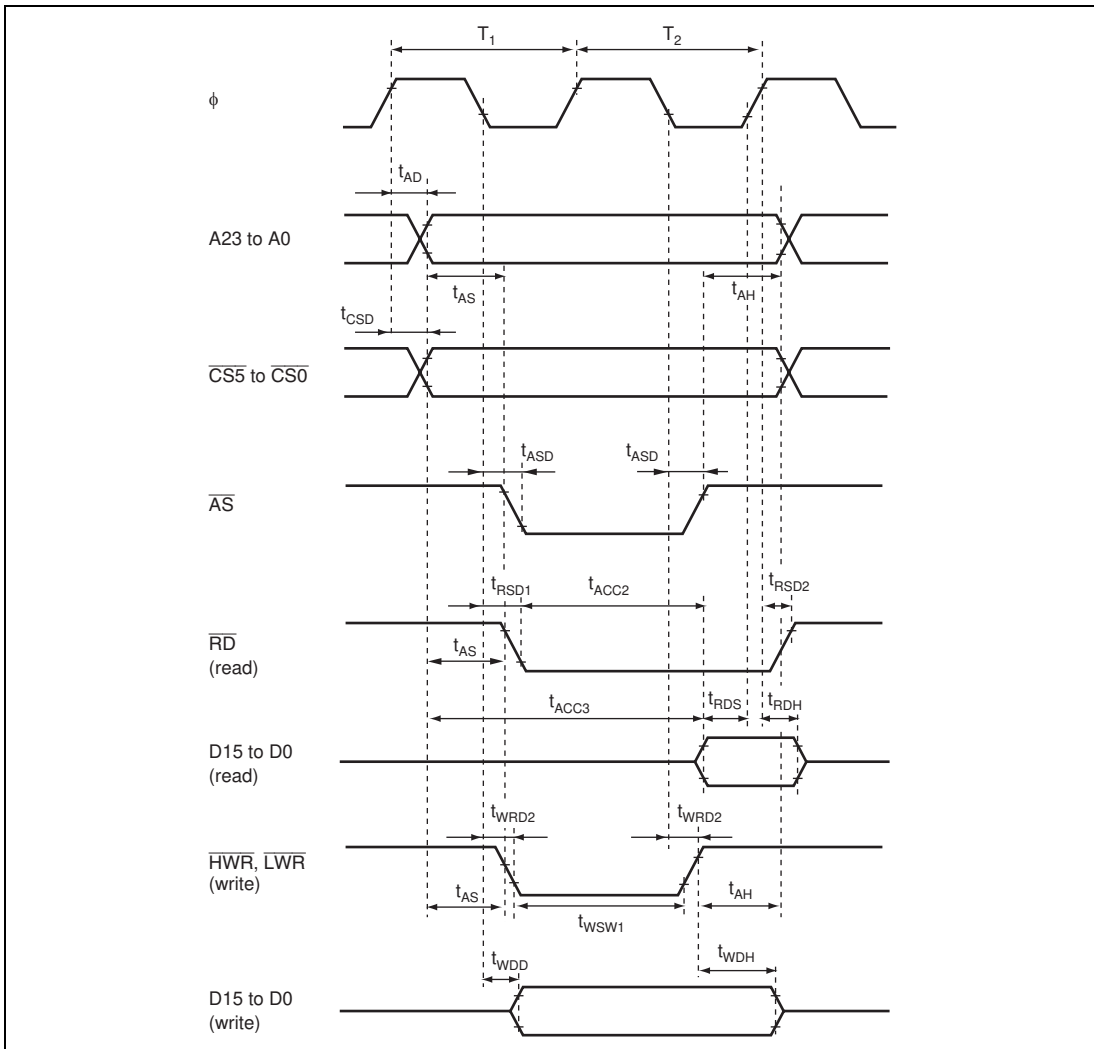 T1 T2
ϕ
tAD
A23 to A0
tAS tAH
tCSD
CS5 to CS0
tASD tASD
AS
tRSD1 tACC2 tRSD2
RD
(read)
tAS
tACC3 tRDS tRDH
D15 to D0
(read)
tWRD2 tWRD2
HWR, LWR
(write)
tAS tWSW1 tAH
tWDD tWDH
D15 to D0
(write)